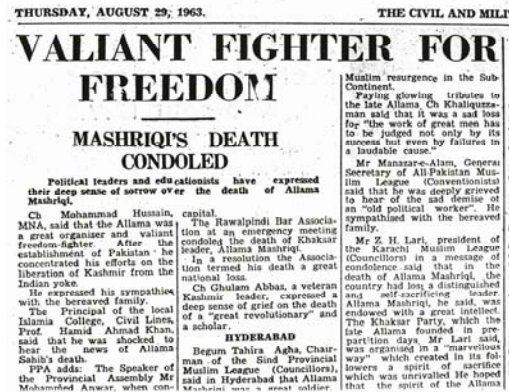 THURSDAY, AUGUST 29, 1963.
THE CIVIL AND MILI
VALIANT FIGHTER FOR
FREEDOM
MASHRIQI'S DEATH
CONDOLED
Political leaders and educationists have expressed
their deep sense of sorrow over the death of Allama
Mashriqi.
Ch Mohammad Hussain,
MNA, said that the Allama was
a great organiser and valiant
freedom-fighter. After the
establishment of Pakistan he
concentrated his efforts on the
liberation of Kashmir from the
Indian yoke.
He expressed his sympathies
with the bereaved family.
The Principal of the local
Islamia College, Civil Lines,
Prof. Hamid Ahmad Khan,
said that he was shocked to
hear the news of Allama
Sahib's death.
PPA adds: The Speaker of
the Provincial Assembly Mr
Mohammed Anwar, when con-
capital.
The Rawalpindi Bar Associa-
tion at an emergency meeting
condoled the death of Khaksar
leader, Allama Mashriqi.
In a resolution the Associa-
tion termed his death a great
national loss.
Ch Ghulam Abbas, a veteran
Kashmir leader, expressed a
deep sense of grief on the death
of a "great revolutionary" and
a scholar.
HYDERABAD
Begum Tahira Agha, Chair-
man of the Sind Provincial
Muslim League (Councillors),
said in Hyderabad that Allama
Mashriqi was a great soldier
Muslim resurgence in the Sub-
Continent.
Paying glowing tributes to
the late Allama Ch Khaliquzza-
man said that it was a sad loss
for "the work of great men has
to be judged not only by its
success but even by failures in
a laudable cause."
Mr Manazar-e-Alam, General
Secretary of All-Pakistan Mus-
lim League (Conventionists)
said that he was deeply grieved
to hear of the sad demise of
an "old political worker". He
sympathised with the bereaved
family.
Mr Z. H. Lari, president of
the Karachi Muslim League
(Councillors) in a message of
condolence said that in the
death of Allama Mashriqi, the
country had lost a distinguished
and self-sacrificing leader.
Allama Mashriqi, he said, was
endowed with a great intellect.
The Khaksar Party, which the
late Allama founded in pre-
partition days, Mr Lari said,
was organised in a "marvellous
way" which created in its fol-
lowers a spirit of sacrifice
which was unrivalled He hoped
that the spirit of the Allama